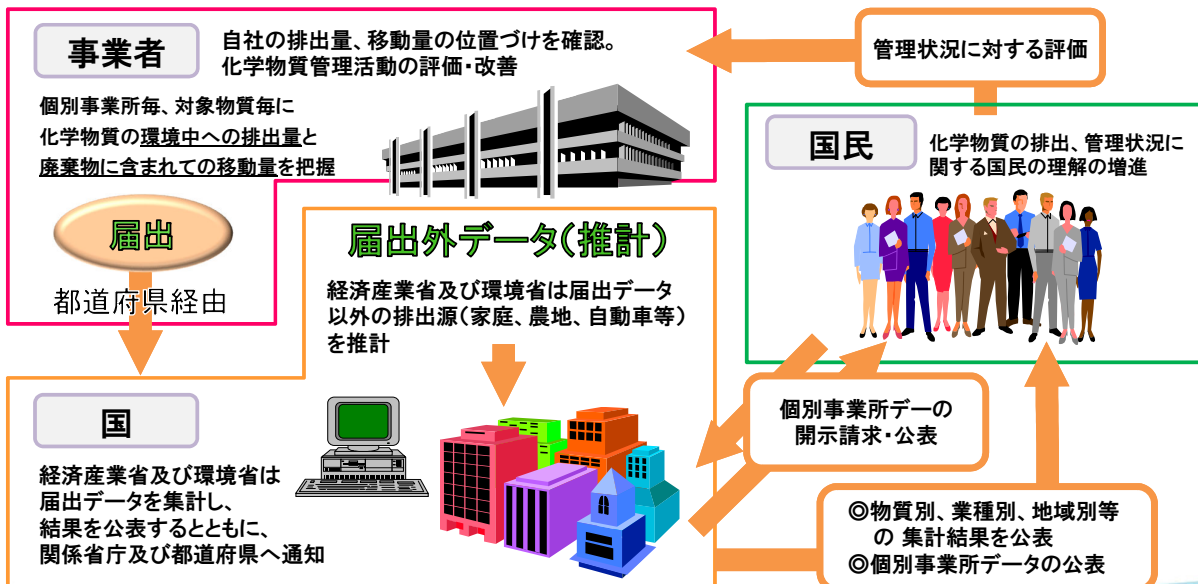 事業者
自社の排出量、移動量の位置づけを確認。
化学物質管理活動の評価・改善
個別事業所毎、対象物質毎に
化学物質の環境中への排出量と
廃棄物に含まれての移動量を把握
届出
都道府県経由
管理状況に対する評価
国民
化学物質の排出、管理状況に
関する国民の理解の増進
届出外データ(推計)
経済産業省及び環境省は届出データ
以外の排出源(家庭、農地、自動車等)
を推計
国
経済産業省及び環境省は
届出データを集計し、
結果を公表するとともに、
関係省庁及び都道府県へ通知
個別事業所デーの
開示請求・公表
◎物質別、業種別、地域別等
の 集計結果を公表
◎個別事業所データの公表